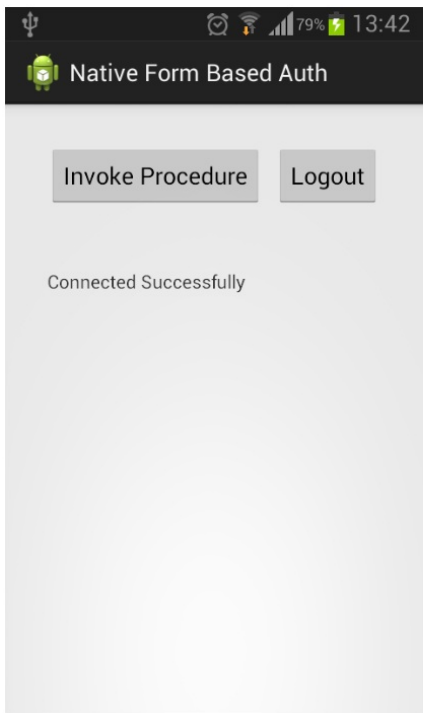 79% 13:42
Native Form Based Auth
Invoke Procedure Logout
Connected Successfully